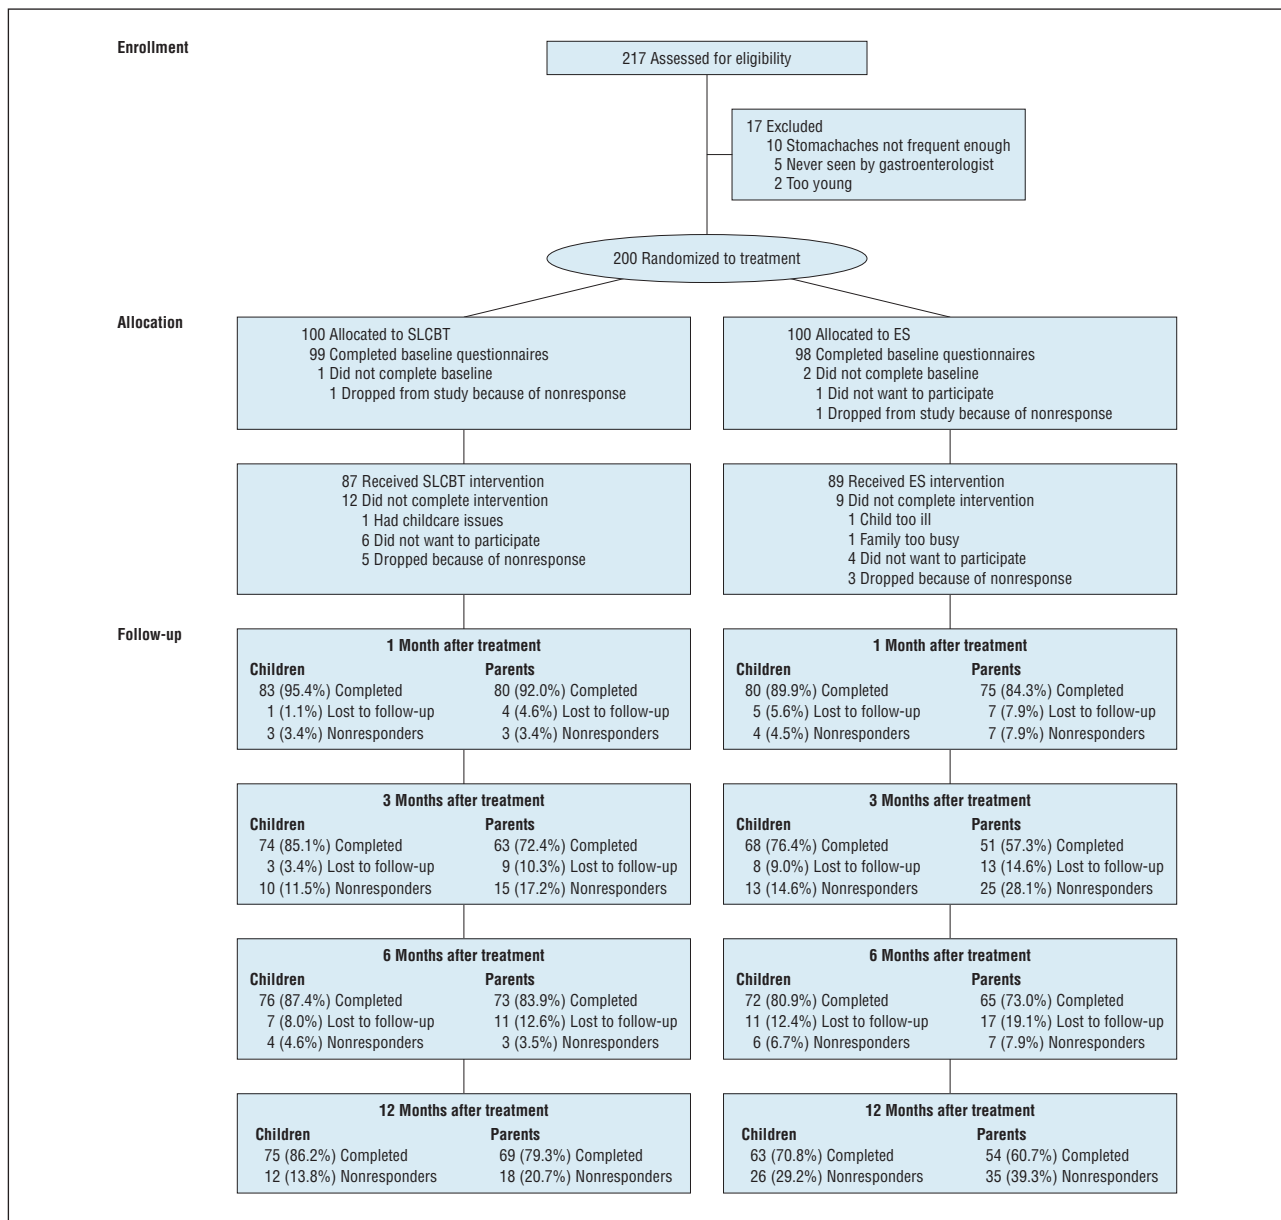 Enrollment
217 Assessed for eligibility
17 Excluded
10 Stomachaches not frequent enough
5 Never seen by gastroenterologist
2 Too young
200 Randomized to treatment
Allocation
100 Allocated to SLCBT
99 Completed baseline questionnaires
1 Did not complete baseline
1 Dropped from study because of nonresponse
100 Allocated to ES
98 Completed baseline questionnaires
2 Did not complete baseline
1 Did not want to participate
1 Dropped from study because of nonresponse
87 Received SLCBT intervention
12 Did not complete intervention
1 Had childcare issues
6 Did not want to participate
5 Dropped because of nonresponse
89 Received ES intervention
9 Did not complete intervention
1 Child too ill
1 Family too busy
4 Did not want to participate
3 Dropped because of nonresponse
Follow-up
1 Month after treatment
Children
83 (95.4%) Completed
1 (1.1%) Lost to follow-up
3 (3.4%) Nonresponders
Parents
80 (92.0%) Completed
4 (4.6%) Lost to follow-up
3 (3.4%) Nonresponders
1 Month after treatment
Children
80 (89.9%) Completed
5 (5.6%) Lost to follow-up
4 (4.5%) Nonresponders
Parents
75 (84.3%) Completed
7 (7.9%) Lost to follow-up
7 (7.9%) Nonresponders
3 Months after treatment
Children
74 (85.1%) Completed
3 (3.4%) Lost to follow-up
10 (11.5%) Nonresponders
Parents
63 (72.4%) Completed
9 (10.3%) Lost to follow-up
15 (17.2%) Nonresponders
3 Months after treatment
Children
68 (76.4%) Completed
8 (9.0%) Lost to follow-up
13 (14.6%) Nonresponders
Parents
51 (57.3%) Completed
13 (14.6%) Lost to follow-up
25 (28.1%) Nonresponders
6 Months after treatment
Children
76 (87.4%) Completed
7 (8.0%) Lost to follow-up
4 (4.6%) Nonresponders
Parents
73 (83.9%) Completed
11 (12.6%) Lost to follow-up
3 (3.5%) Nonresponders
6 Months after treatment
Children
72 (80.9%) Completed
11 (12.4%) Lost to follow-up
6 (6.7%) Nonresponders
Parents
65 (73.0%) Completed
17 (19.1%) Lost to follow-up
7 (7.9%) Nonresponders
12 Months after treatment
Children
75 (86.2%) Completed
12 (13.8%) Nonresponders
Parents
69 (79.3%) Completed
18 (20.7%) Nonresponders
12 Months after treatment
Children
63 (70.8%) Completed
26 (29.2%) Nonresponders
Parents
54 (60.7%) Completed
35 (39.3%) Nonresponders